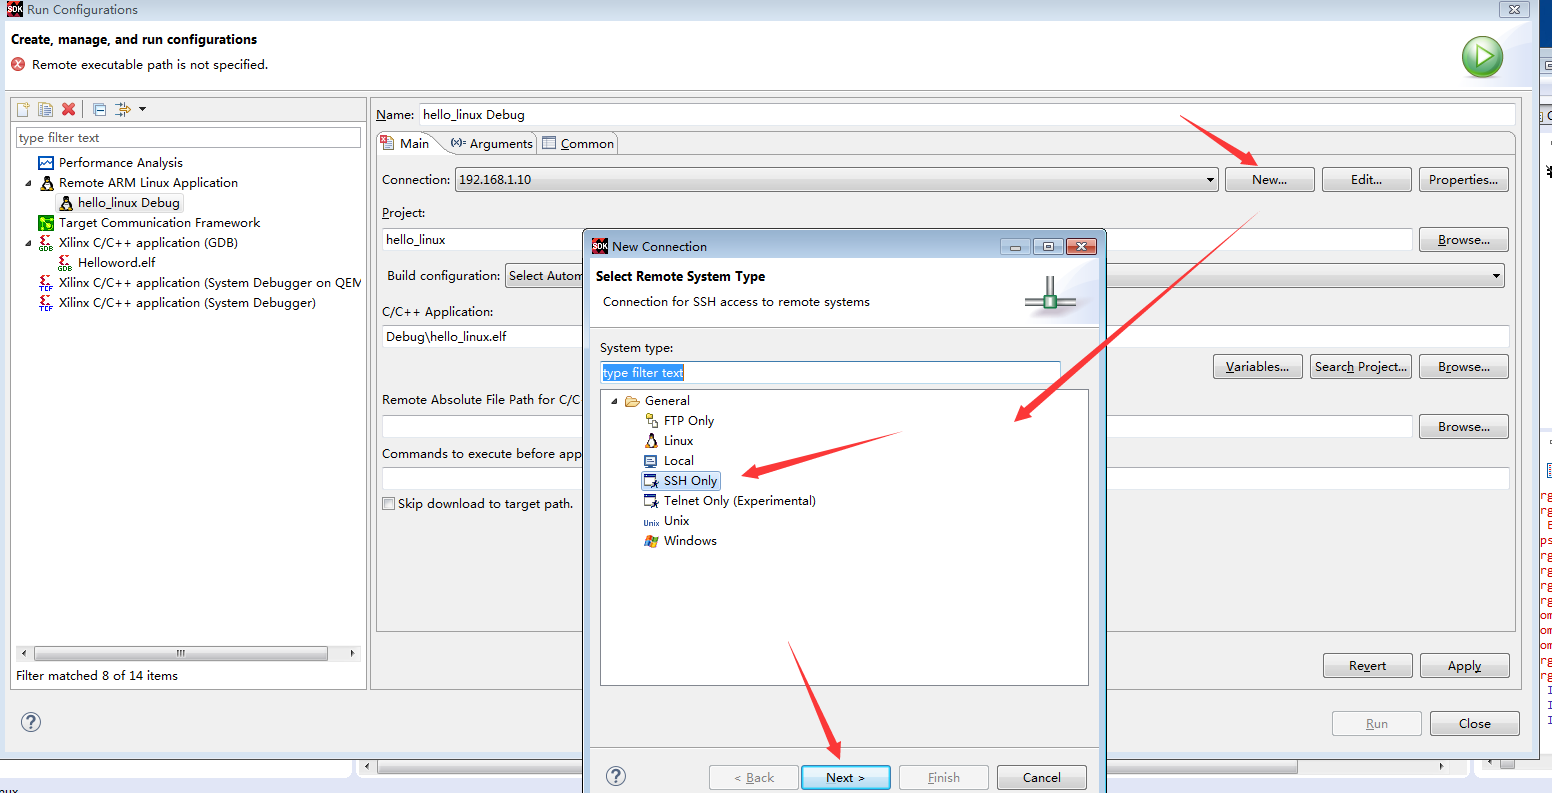 SDK Run Configurations
Create, manage, and run configurations
Remote executable path is not specified.
type filter text
Performance Analysis
Remote ARM Linux Application
hello_linux Debug
Target Communication Framework
Xilinx C/C++ application (GDB)
Helloword.elf
Xilinx C/C++ application (System Debugger on QEM
Xilinx C/C++ application (System Debugger)
Filter matched 8 of 14 items
Name: hello_linux Debug
Main
(x)= Arguments
Common
Connection: 192.168.1.10
New...
Edit...
Properties...
Project:
hello_linux
Browse...
Build configuration: Select Autom
C/C++ Application:
Debug\hello_linux.elf
Variables...
Search Project...
Browse...
Remote Absolute File Path for C/C
Browse...
Commands to execute before app
Skip download to target path.
Revert
Apply
Run
Close
SDK New Connection
Select Remote System Type
Connection for SSH access to remote systems
System type:
type filter text
General
FTP Only
Linux
Local
SSH Only
Telnet Only (Experimental)
Unix Unix
Windows
< Back
Next >
Finish
Cancel